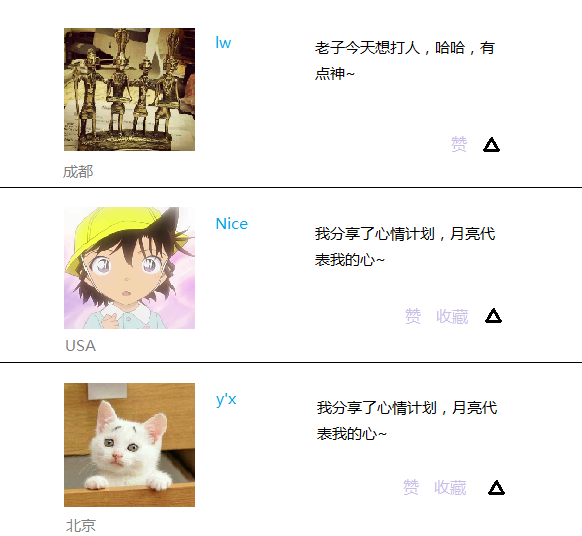 lw
老子今天想打人，哈哈，有
点神~
赞
成都
Nice
我分享了心情计划，月亮代
表我的心~
赞 收藏
USA
y'x
我分享了心情计划，月亮代
表我的心~
赞 收藏
北京